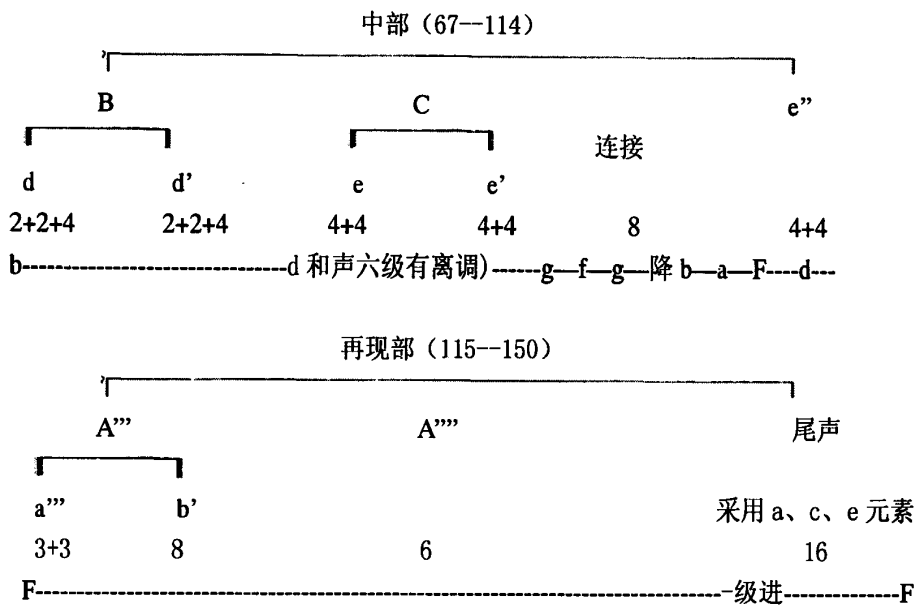 中部（67--114）
B C e”
连接
d d’ e e’
2+2+4 2+2+4 4+4 4+4 8 4+4
b-----------------------------d 和声六级有离调)------g—f—g—降 b—a—F----d---
再现部（115--150）
A’’’ A’’’’ 尾声
a’’’ b’ 采用 a、c、e 元素
3+3 8 6 16
F------------------------------------------------------------------------一级进--------------F